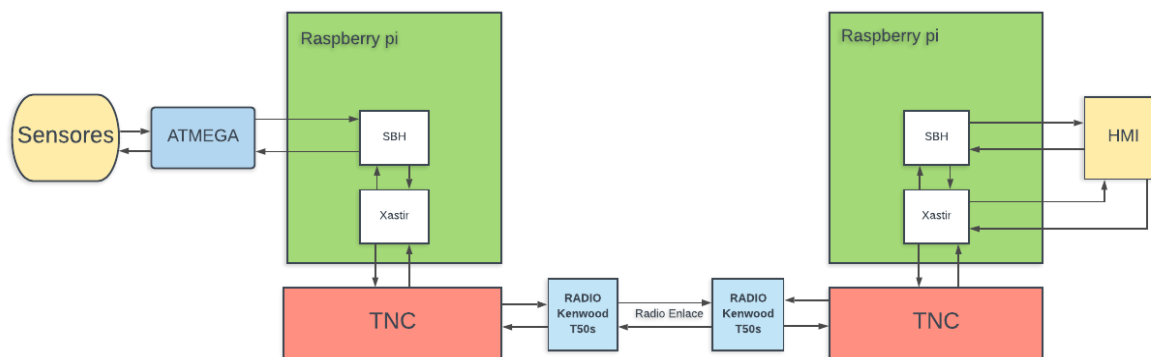 Raspberry pi
Sensores
ATMEGA
SBH
Xastir
TNC
RADIO
Kenwood
T50s
Radio Enlace
RADIO
Kenwood
T50s
Raspberry pi
SBH
HMI
Xastir
TNC